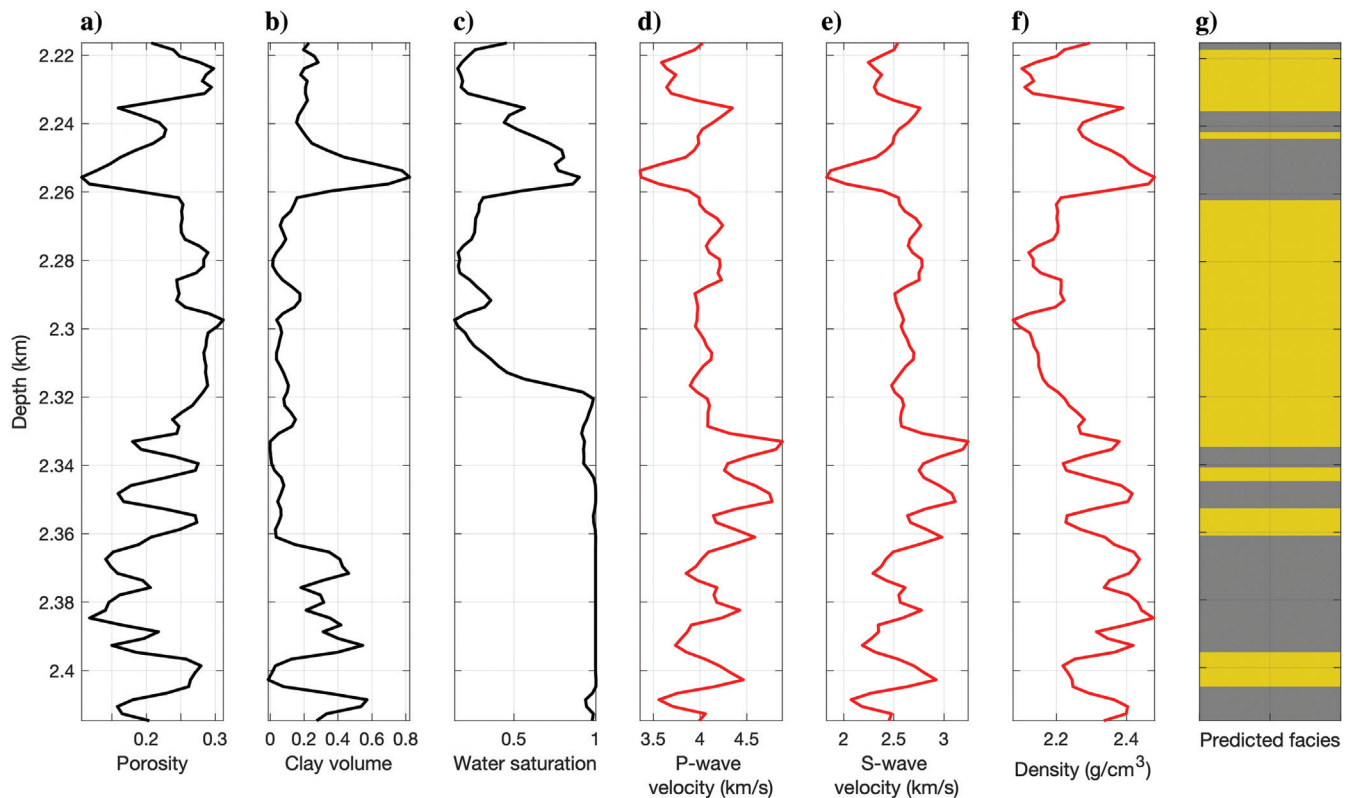 a) b) c) d) e) f) g)
2.22
2.24
2.26
2.28
2.3
2.32
2.34
2.36
2.38
2.4
Depth (km)
0.2 0.3 0 0.2 0.4 0.6 0.8 0.5 1 3.5 4 4.5 2 2.5 3 2.2 2.4
Porosity Clay volume Water saturation P-wave S-wave Density (g/cm³) Predicted facies
velocity (km/s) velocity (km/s)